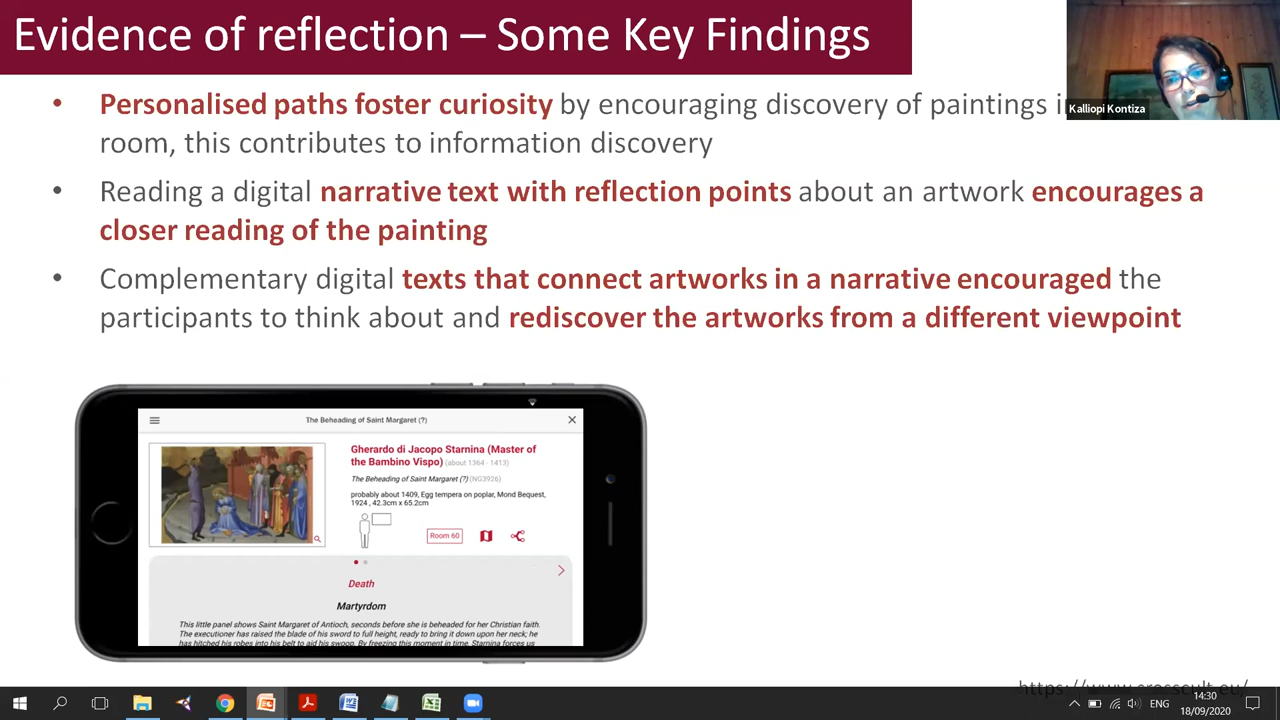 Evidence of reflection – Some Key Findings
Kalliopi Kontiza
• Personalised paths foster curiosity by encouraging discovery of paintings
room, this contributes to information discovery
• Reading a digital narrative text with reflection points about an artwork encourages a
closer reading of the painting
• Complementary digital texts that connect artworks in a narrative encouraged the
participants to think about and rediscover the artworks from a different viewpoint
The Beheading of Saint Margaret (?)
Gherardo di Jacopo Starnina (Master of
the Bambino Vispo) (about 1364 - 1413)
The Beheading of Saint Margaret (?) (NG3926)
probably about 1409, Egg tempera on poplar, Mond Bequest,
1924 , 42.3cm x 65.2cm
Room 60
Death
Martyrdom
This little panel shows Saint Margaret of Antioch, seconds before she is beheaded for her Christian faith.
The executioner has raised the blade of his sword to full height, ready to bring it down upon her neck; he
has hitched his robes into his belt to aid his swoop. By freezing this moment in time, Starnina forces us
https://www.crosscult.eu/
ENG
14:30
18/09/2020